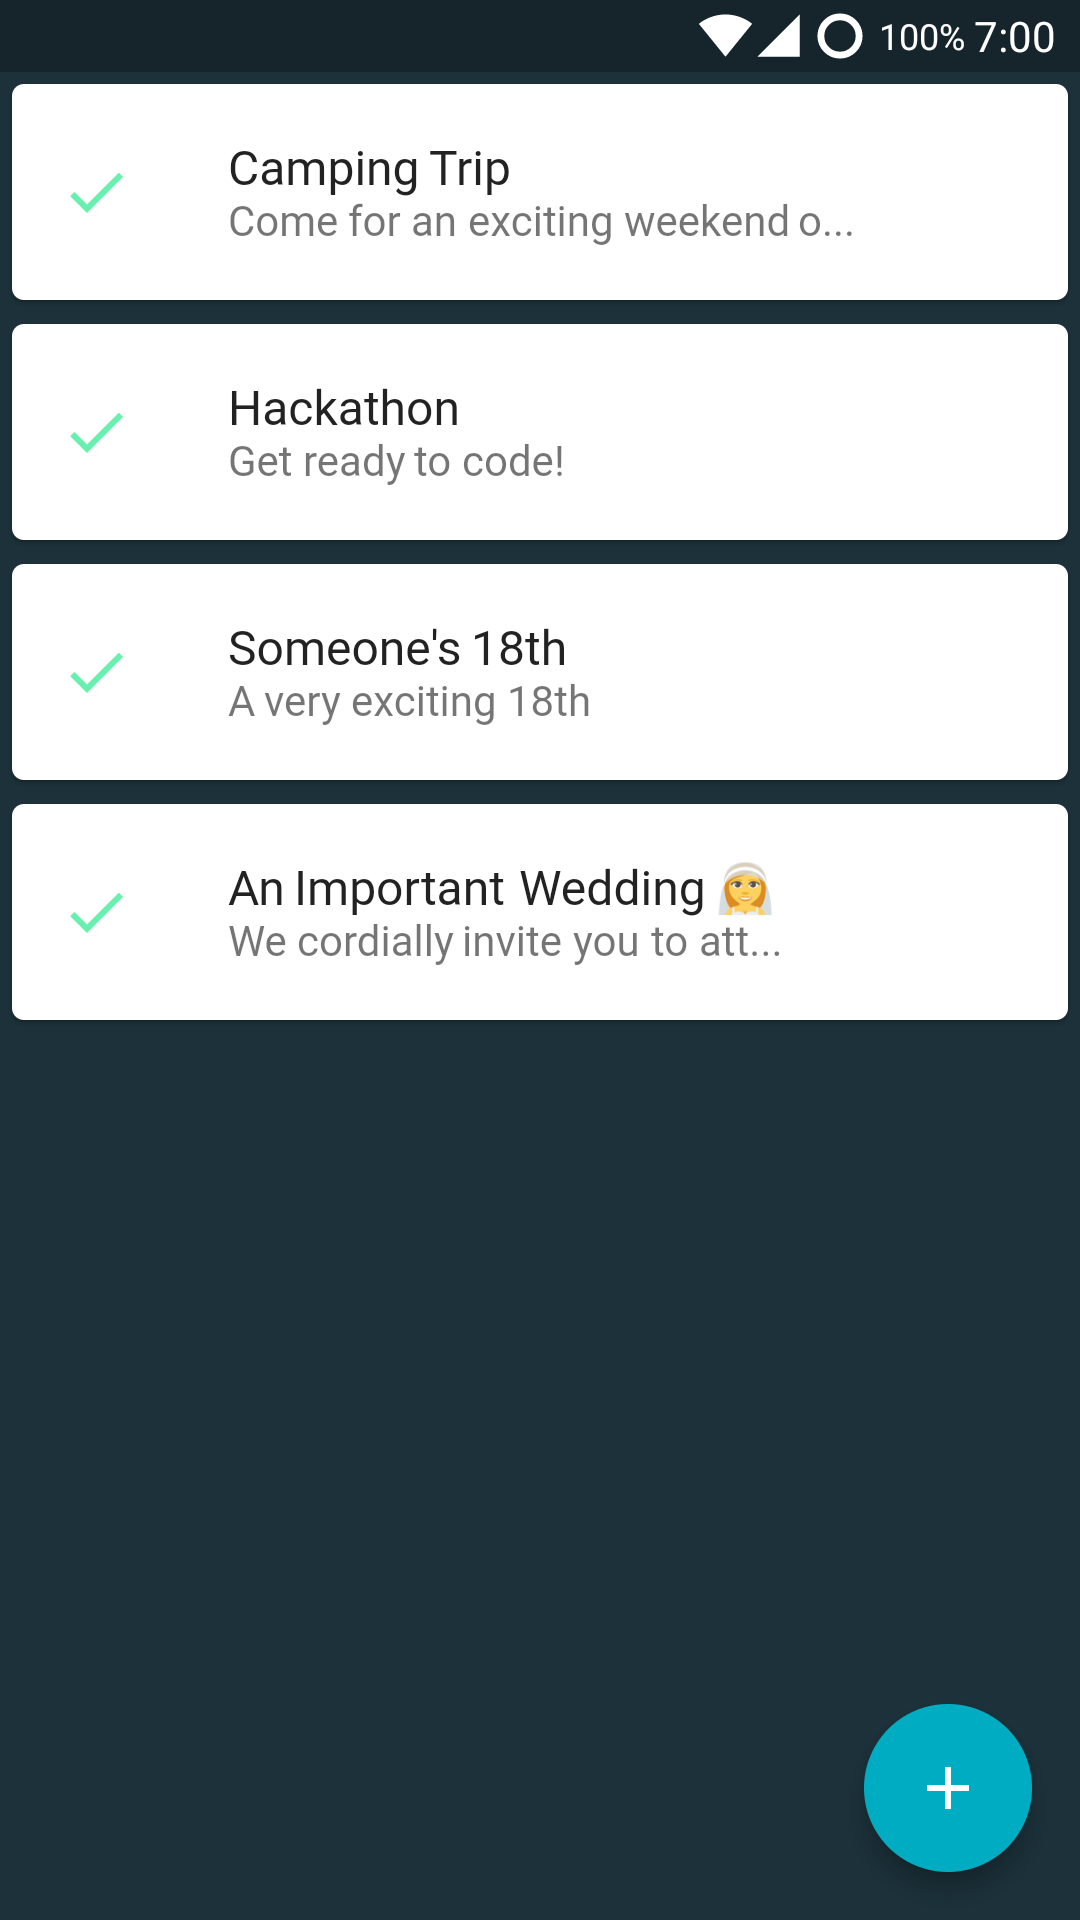 100% 7:00
Camping Trip
Come for an exciting weekend o...
Hackathon
Get ready to code!
Someone's 18th
A very exciting 18th
An Important Wedding 👰
We cordially invite you to att...